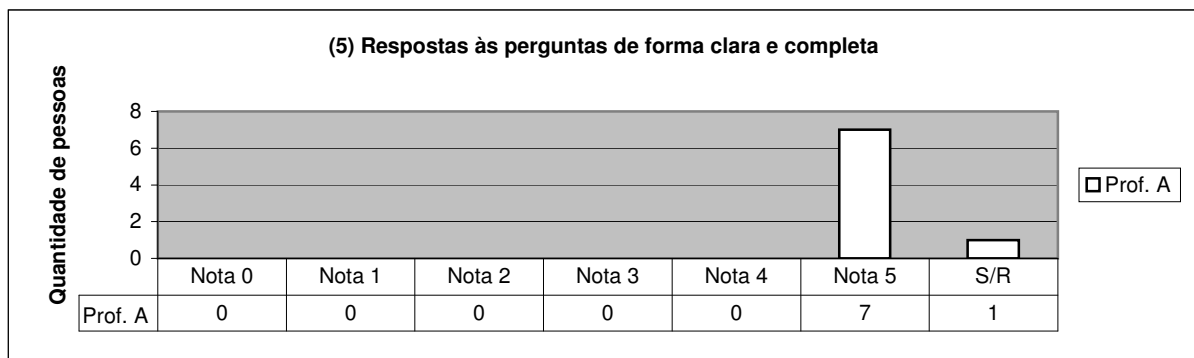 (5) Respostas às perguntas de forma clara e completa
Quantidade de pessoas
8
6
4
2
0
Nota 0 Nota 1 Nota 2 Nota 3 Nota 4 Nota 5 S/R
Prof. A 0 0 0 0 0 7 1
Prof. A